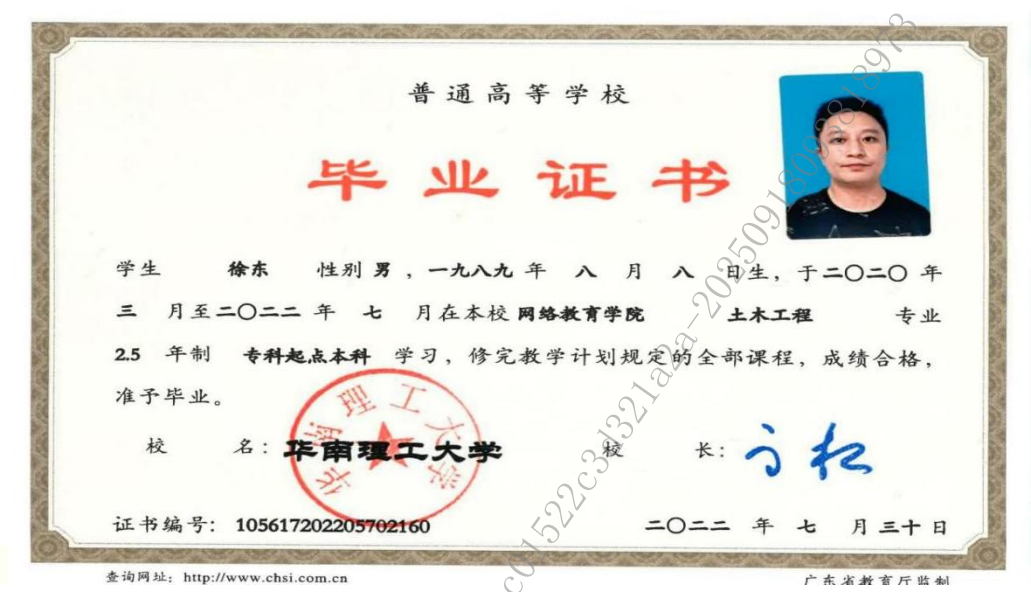 普通高等学校
毕业证书
学生 徐东 性别 男 ，一九八九 年 八 月 八 日生，于二〇二〇 年
三 月至二〇二二 年 七 月在本校 网络教育学院 土木工程 专业
2.5 年制 专科起点本科 学习，修完教学计划规定的全部课程，成绩合格，
准予毕业。
华南理工大学
校 名：华南理工大学 校 长：
证书编号： 105617202205702160 二〇二二 年 七 月 三十 日
查询网址：http://www.chsi.com.cn 广东省教育厅监制